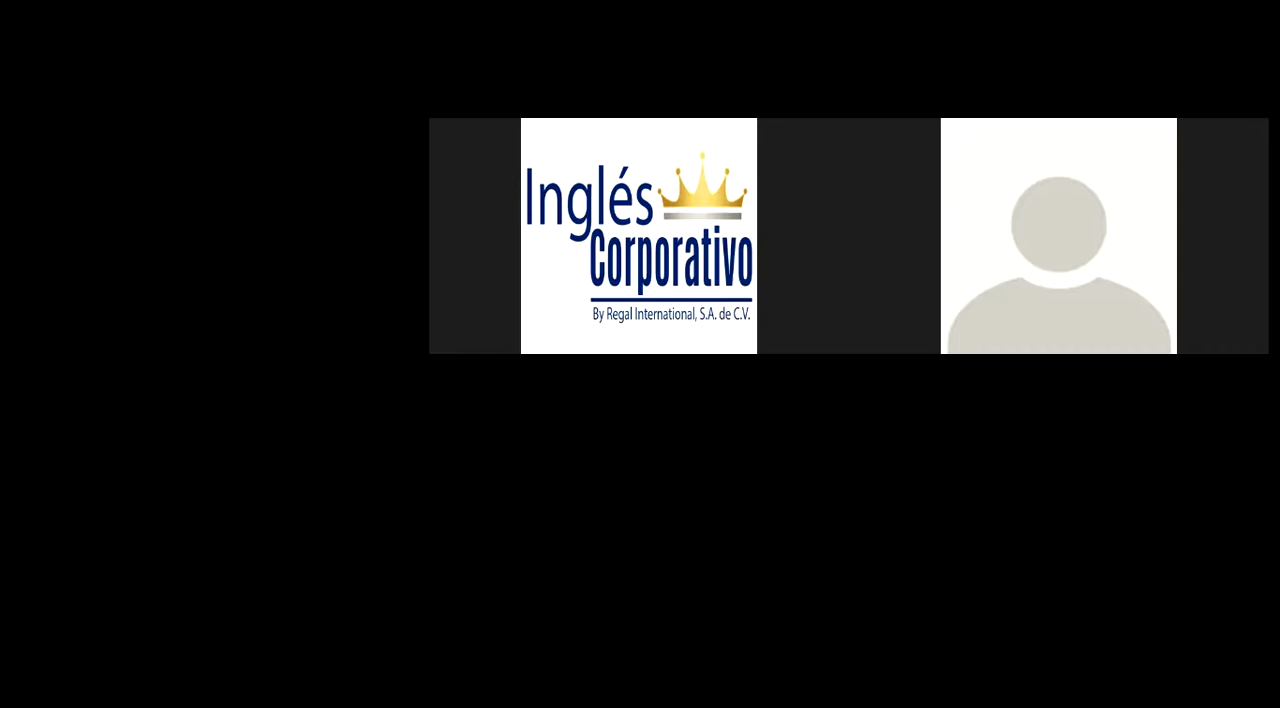 Inglés
Corporativo
By Regal International, S.A. de C.V.